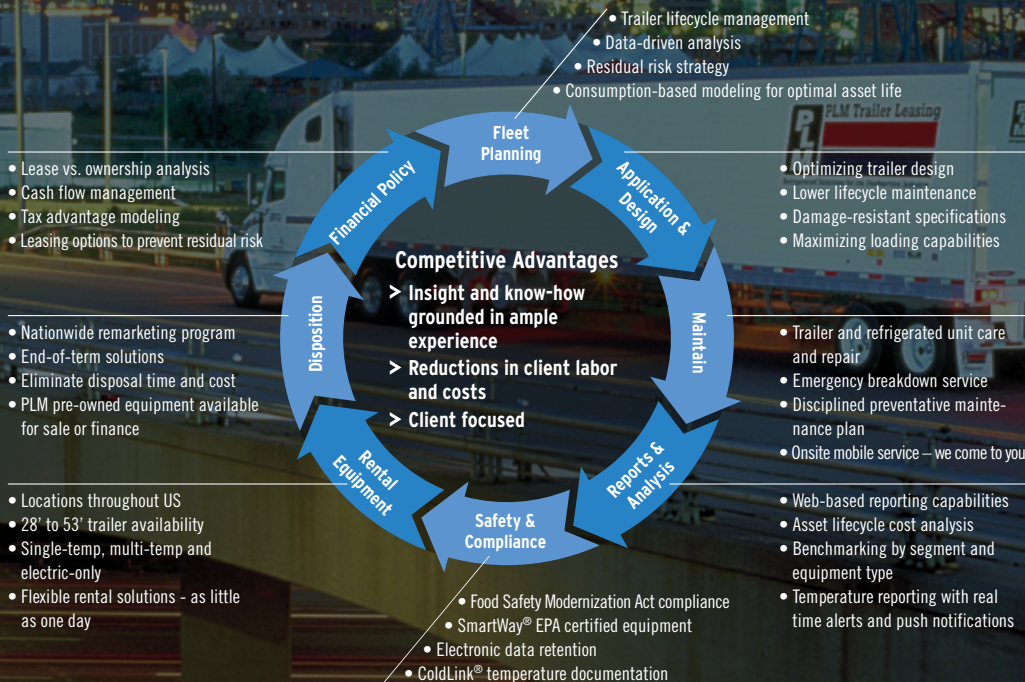 • Trailer lifecycle management
• Data-driven analysis
• Residual risk strategy
• Consumption-based modeling for optimal asset life
Fleet
Planning
PLM
PLM Trailer Leasing
• Lease vs. ownership analysis
• Cash flow management
• Tax advantage modeling
• Leasing options to prevent residual risk
Financial Policy
Application &
Design
• Optimizing trailer design
• Lower lifecycle maintenance
• Damage-resistant specifications
• Maximizing loading capabilities
Competitive Advantages
> Insight and know-how
grounded in ample
experience
> Reductions in client labor
and costs
> Client focused
Disposition
Maintain
• Nationwide remarketing program
• End-of-term solutions
• Eliminate disposal time and cost
• PLM pre-owned equipment available
for sale or finance
• Trailer and refrigerated unit care
and repair
• Emergency breakdown service
• Disciplined preventative mainte-
nance plan
• Onsite mobile service – we come to you
Rental
Equipment
Reports &
Analysis
Safety &
Compliance
• Locations throughout US
• 28' to 53' trailer availability
• Single-temp, multi-temp and
electric-only
• Flexible rental solutions - as little
as one day
• Web-based reporting capabilities
• Asset lifecycle cost analysis
• Benchmarking by segment and
equipment type
• Temperature reporting with real
time alerts and push notifications
• Food Safety Modernization Act compliance
• SmartWay® EPA certified equipment
• Electronic data retention
• ColdLink® temperature documentation